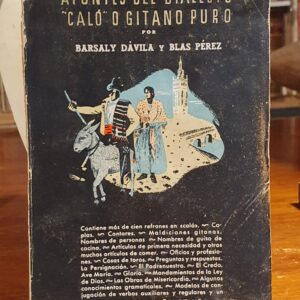 APUNTES DEL DIALECTO
"CALÓ" O GITANO PURO
POR
BARSALY DÁVILA Y BLAS PÉREZ
Contiene más de cien refranes en scaló. ~ Co-
plas. ~ Cantares. ~ Maldiciones gitanas.
Nombres de personas ~ Nombres de guito de
cocina. ~ Artículos de primera necesidad y otros
muchos artículos de comer. ~ Oficios y profesio-
nes. ~ Cosas de toros. ~ Preguntas y respuestas.
La Persignación. ~ El Padrenuestro. ~ El Credo.
Ave María. ~ Gloria. ~ Mandamientos de la Ley
de Dios. ~ Las Obras de Misericordia. ~ Algunos
conocimientos gramaticales. ~ Modelos de con-
jugación de verbos auxiliares y regulares y un